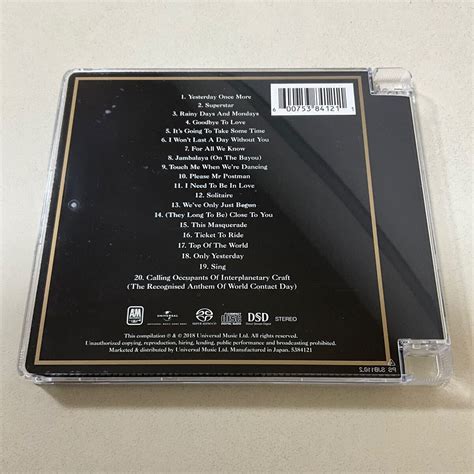 1. Yesterday Once More
2. Superstar
3. Rainy Days And Mondays
4. Goodbye To Love
5. It's Going To Take Some Time
6. I Won't Last A Day Without You
7. For All We Know
8. Jambalaya (On The Bayou)
9. Touch Me When We're Dancing
10. Please Mr Postman
11. I Need To Be In Love
12. Solitaire
13. We've Only Just Begun
14. (They Long To Be) Close To You
15. This Masquerade
16. Ticket To Ride
17. Top Of The World
18. Only Yesterday
19. Sing
20. Calling Occupants Of Interplanetary Craft
(The Recognised Anthem Of World Contact Day)
6 00753 84121 1
A&M
UNIVERSAL
DSD
STEREO
This compilation ℗ & © 2018 Universal Music Ltd. All rights reserved.
Unauthorized copying, reproduction, hiring, lending, public performance and broadcasting prohibited.
Marketed & distributed by Universal Music Ltd. Manufactured in Japan. 5384121